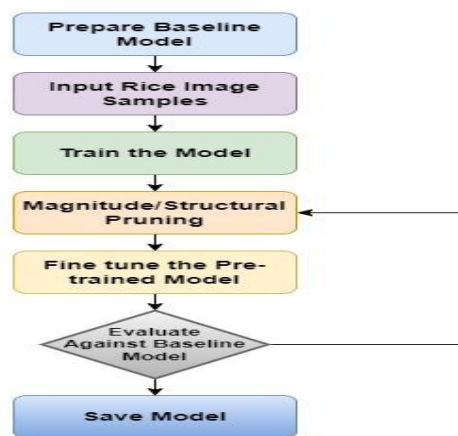 Prepare Baseline
Model
Input Rice Image
Samples
Train the Model
Magnitude/Structural
Pruning
Fine tune the Pre-
trained Model
Evaluate
Against Baseline
Model
Save Model